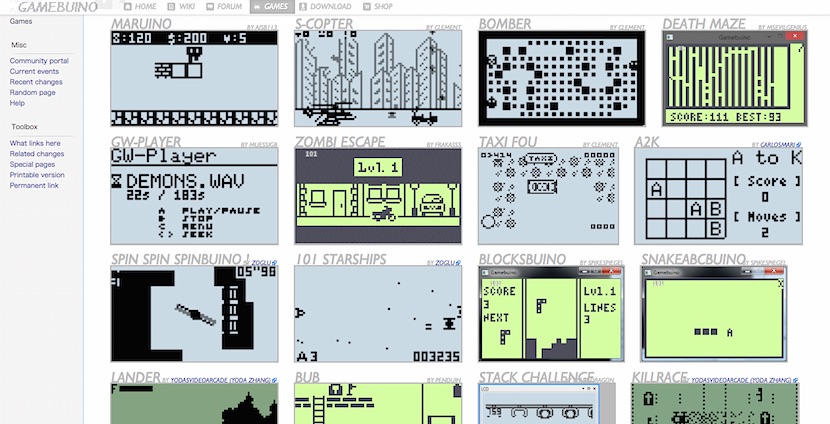 GAMEBUINO HOME WIKI FORUM GAMES DOWNLOAD SHOP
Games
Misc
Community portal
Current events
Recent changes
Random page
Help
Toolbox
What links here
Related changes
Special pages
Printable version
Permanent link
MARUINO BY AGB113
S:120 $:200 v:5
S-COPTER BY CLEMENT
BOMBER BY CLEMENT
DEATH MAZE BY MSEVILGENIUS
Gamebuino
SCORE:111 BEST:93
GW-PLAYER BY MUESSIGB
GW-Player
DEMONS.WAV
22s / 183s
A PLAY/PAUSE
B STOP
C MENU
<> SEEK
ZOMBI ESCAPE BY FRAKASSS
101
Lvl.1
TAXI FOU BY CLEMENT
TAXI
A2K BY CARLOSMARI
A to K
[ Score ]
0
[ Moves ]
2
A
A B
B
SPIN SPIN SPINBUINO ! BY ZOGLU
05"99
101 STARSHIPS BY ZOGLU
A3 003235
BLOCKSBUINO BY SPIKESPIEGEL
Gamebuino
SCORE
3
NEXT
Lvl.1
LINES
3
SNAKEABCBUINO BY SPIKESPIEGEL
Gamebuino
A
LANDER BY YODASVIDEOARCADE (YODA ZHANG)
F
BUB BY PENDUIN
STACK CHALLENGE
LCD
KILLRACE BY YODASVIDEOARCADE (YODA ZHANG)